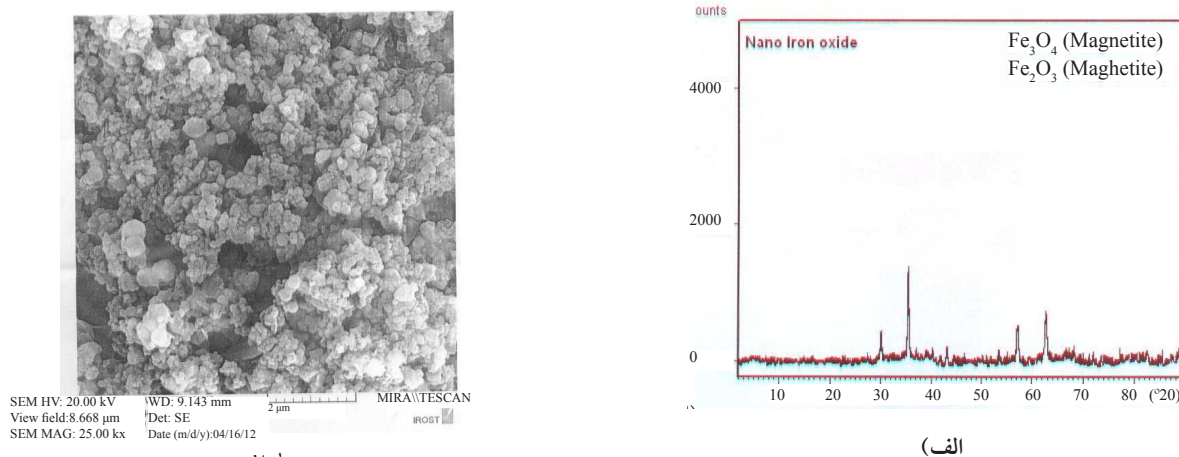 SEM HV: 20.00 kV WD: 9.143 mm 2 μm MIRA\\TESCAN
View field:8.668 μm Det: SE IROST
SEM MAG: 25.00 kx Date (m/d/y):04/16/12
ounts
Nano Iron oxide
Fe₃O₄ (Magnetite)
Fe₂O₃ (Maghetite)
4000
2000
0
10 20 30 40 50 60 70 80 (º20)
الف)